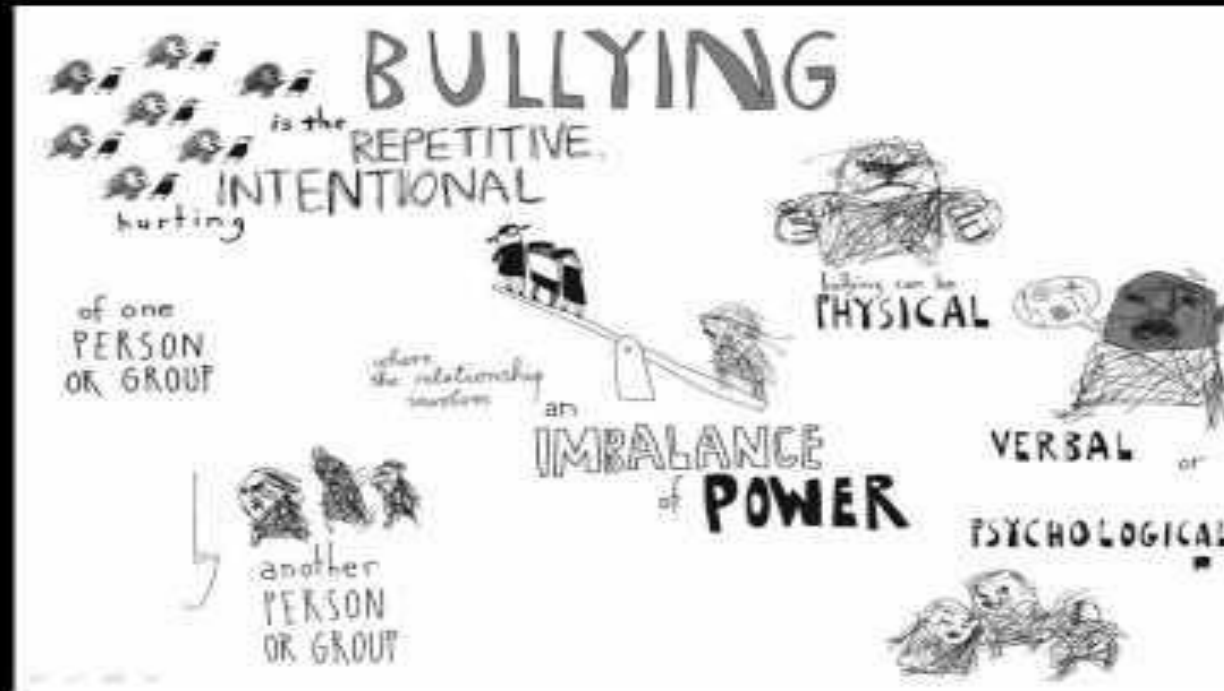 BULLYING
is the REPETITIVE,
INTENTIONAL
hurting
of one
PERSON
OR GROUP
another
PERSON
OR GROUP
where
the relationship
involves
an
IMBALANCE
of POWER
bullying can be
PHYSICAL
VERBAL or
PSYCHOLOGICAL